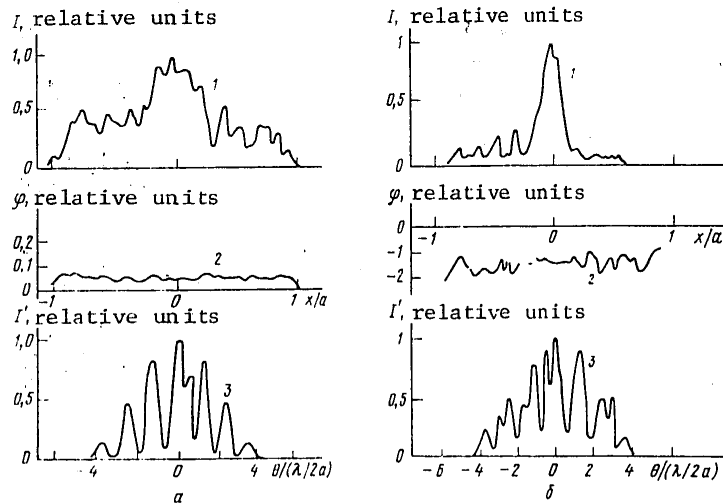 I, relative units
1,0
0,5
0
1
φ, relative units
0,2
0,1
0
2
-1 0 1 x/a
I', relative units
1,0
0,5
0
3
-4 0 4 θ/(λ/2a)
а
I, relative units
1
0,5
0
1
φ, relative units
0
-1
-2
-1 0 1 x/a
2
I', relative units
1
0,5
0
3
-6 -4 -2 0 2 4 θ/(λ/2a)
б